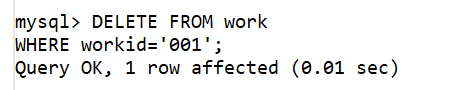 mysql> DELETE FROM work
WHERE workid='001';
Query OK, 1 row affected (0.01 sec)